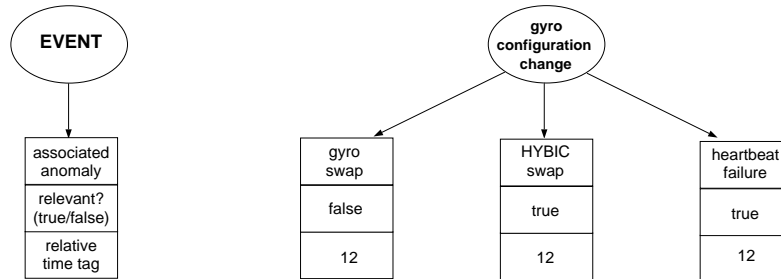 EVENT
associated
anomaly
relevant?
(true/false)
relative
time tag
gyro
configuration
change
gyro
swap
false
12
HYBIC
swap
true
12
heartbeat
failure
true
12